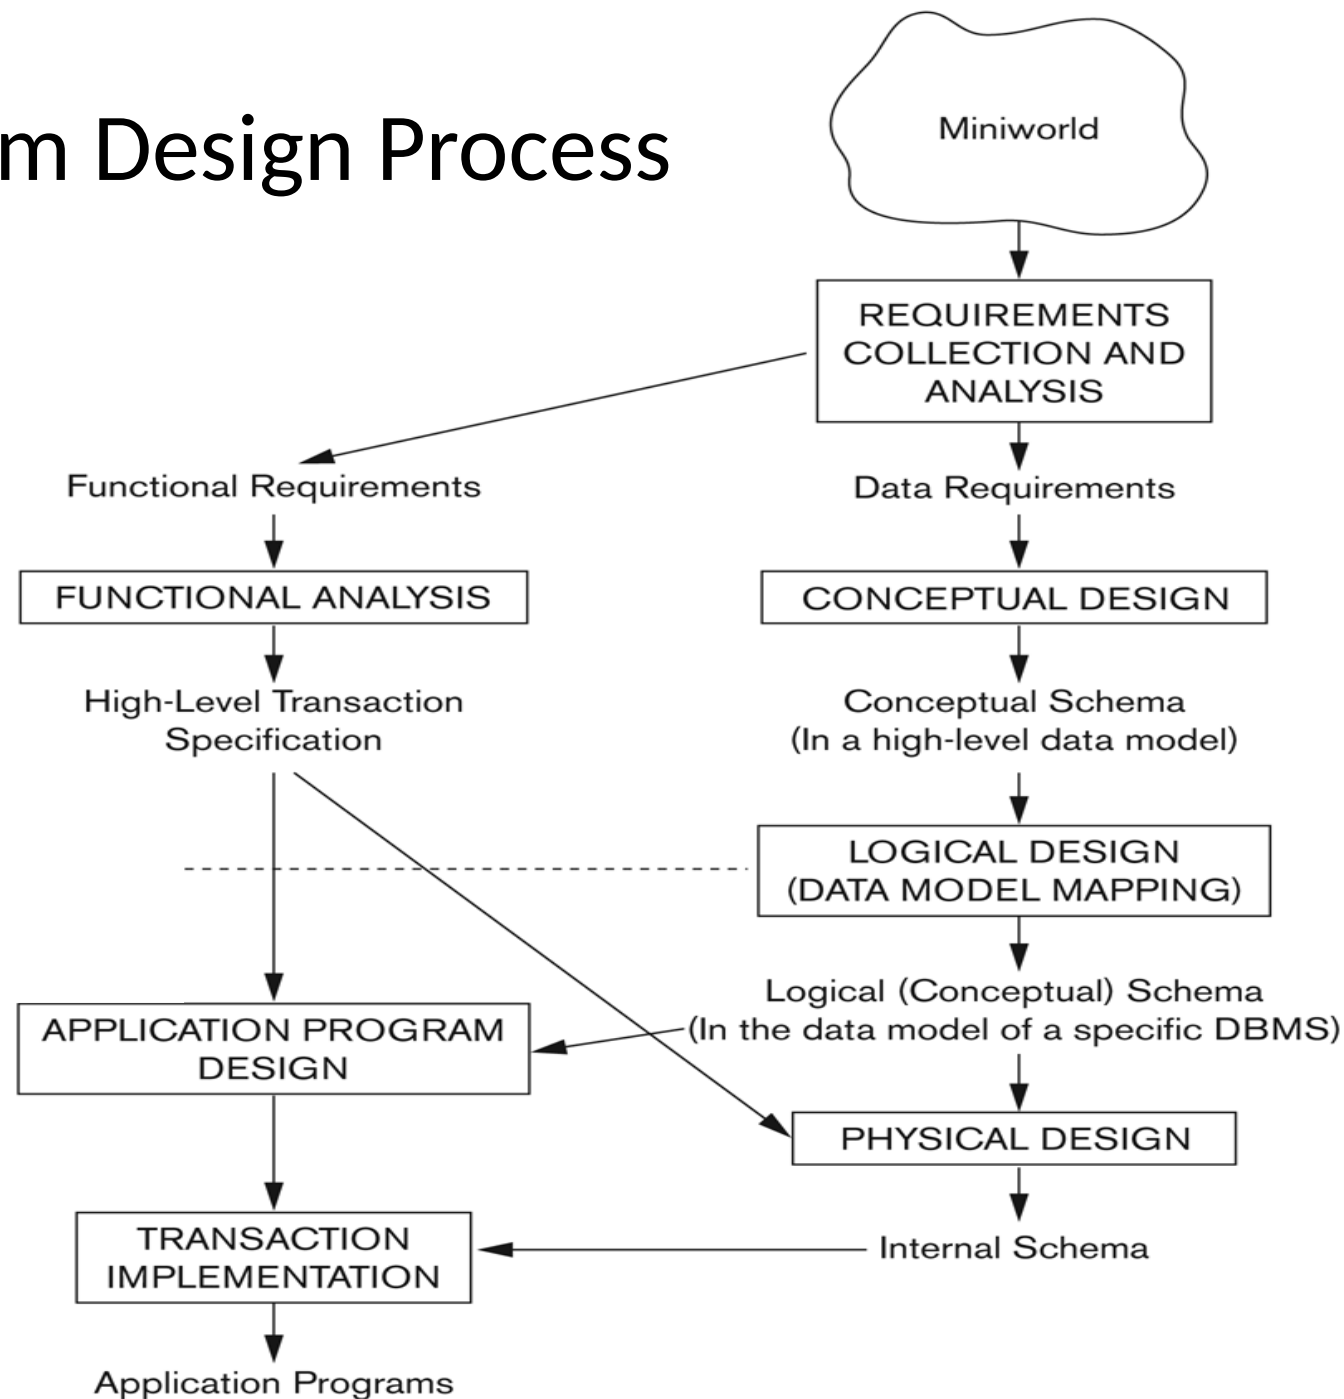 m Design Process
Miniworld
REQUIREMENTS
COLLECTION AND
ANALYSIS
Functional Requirements
Data Requirements
FUNCTIONAL ANALYSIS
CONCEPTUAL DESIGN
High-Level Transaction
Specification
Conceptual Schema
(In a high-level data model)
LOGICAL DESIGN
(DATA MODEL MAPPING)
Logical (Conceptual) Schema
(In the data model of a specific DBMS)
APPLICATION PROGRAM
DESIGN
PHYSICAL DESIGN
TRANSACTION
IMPLEMENTATION
Internal Schema
Application Programs